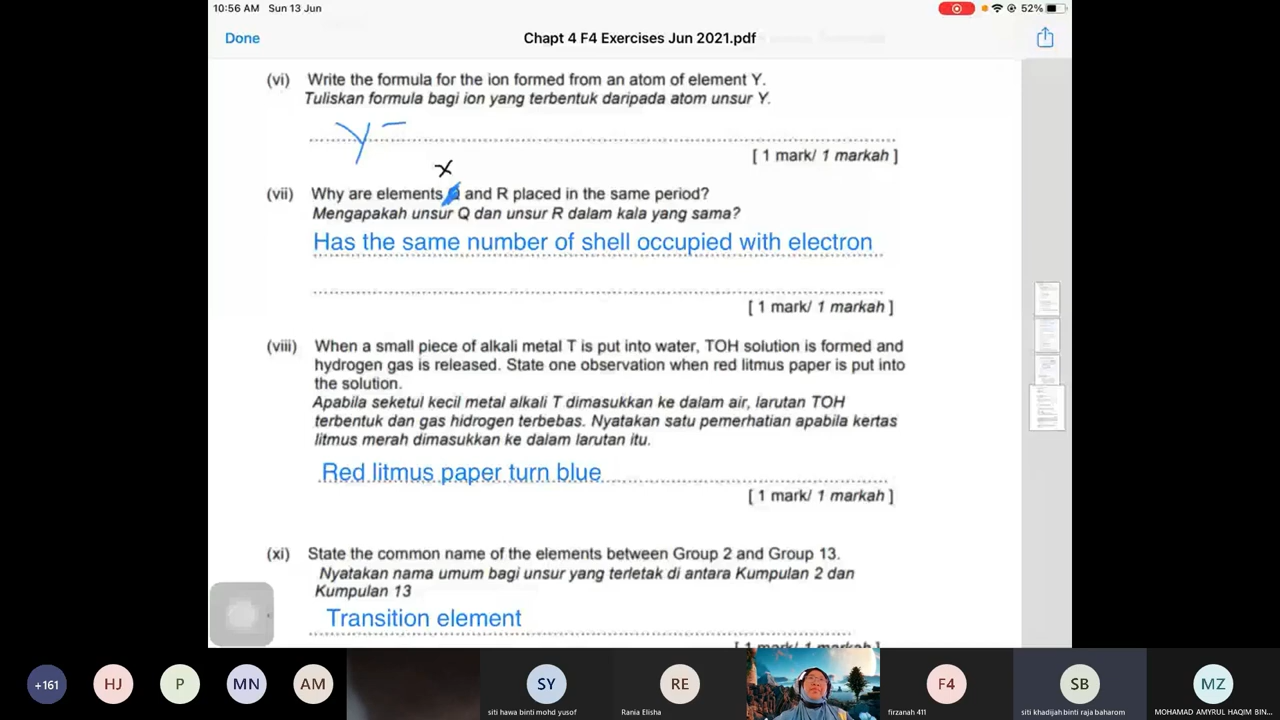 10:56 AM Sun 13 Jun
52%
Done
Chapt 4 F4 Exercises Jun 2021.pdf
(vi) Write the formula for the ion formed from an atom of element Y.
Tuliskan formula bagi ion yang terbentuk daripada atom unsur Y.
Y⁻
[ 1 mark/ 1 markah ]
X
(vii) Why are elements and R placed in the same period?
Mengapakah unsur Q dan unsur R dalam kala yang sama?
Has the same number of shell occupied with electron
[ 1 mark/ 1 markah ]
(viii) When a small piece of alkali metal T is put into water, TOH solution is formed and
hydrogen gas is released. State one observation when red litmus paper is put into
the solution.
Apabila seketul kecil metal alkali T dimasukkan ke dalam air, larutan TOH
terbentuk dan gas hidrogen terbebas. Nyatakan satu pemerhatian apabila kertas
litmus merah dimasukkan ke dalam larutan itu.
Red litmus paper turn blue
[ 1 mark/ 1 markah ]
(xi) State the common name of the elements between Group 2 and Group 13.
Nyatakan nama umum bagi unsur yang terletak di antara Kumpulan 2 dan
Kumpulan 13
Transition element
[ 1 mark/ 1 markah ]
+161
HJ
P
MN
AM
SY
RE
F4
SB
MZ
siti hawa binti mohd yusof
Rania Elisha
firzanah 411
siti khadijah binti raja baharom
MOHAMAD AMYRUL HAQIM BIN...